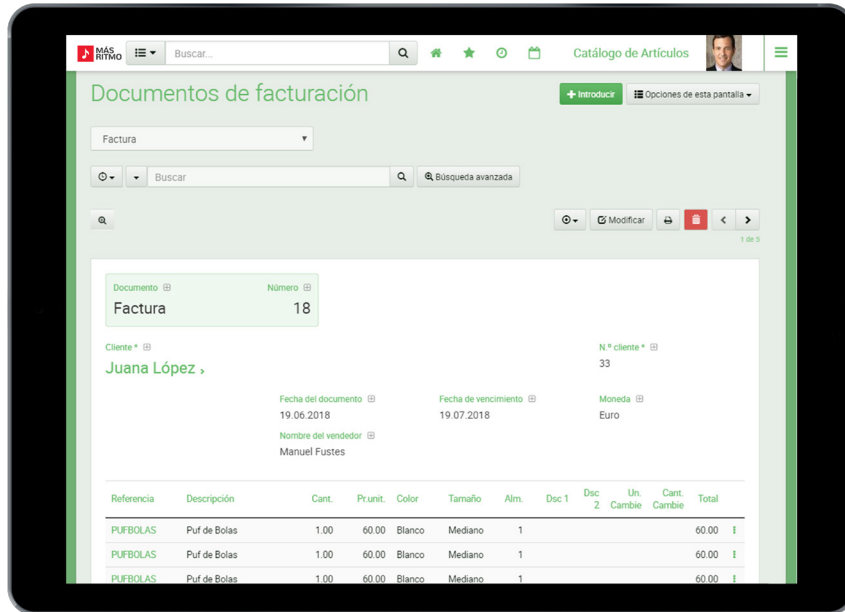 MÁS RITMO
Buscar...
Catálogo de Artículos
Documentos de facturación
Introducir
Opciones de esta pantalla
Factura
Buscar
Búsqueda avanzada
Modificar
1 de 5
Documento Número
Factura 18
Cliente * N.º cliente *
Juana López 33
Fecha del documento Fecha de vencimiento Moneda
19.06.2018 19.07.2018 Euro
Nombre del vendedor
Manuel Fustes
Referencia Descripción Cant. Pr.unit. Color Tamaño Alm. Dsc 1 Dsc 2 Un. Cambie Cant. Cambie Total
PUFBOLAS Puf de Bolas 1.00 60.00 Blanco Mediano 1 60.00
PUFBOLAS Puf de Bolas 1.00 60.00 Blanco Mediano 1 60.00
PUFBOLAS Puf de Bolas 1.00 60.00 Blanco Mediano 1 60.00